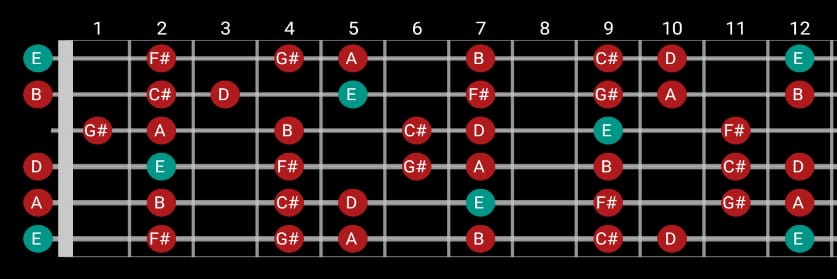 1 2 3 4 5 6 7 8 9 10 11 12
E F# G# A B C# D E
B C# D E F# G# A B
G# A B C# D E F#
D E F# G# A B C# D
A B C# D E F# G# A
E F# G# A B C# D E